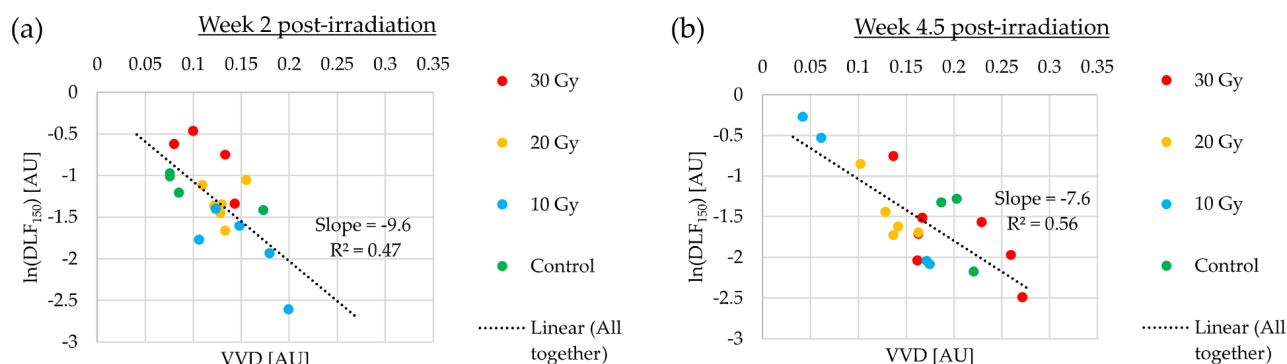 (a)
Week 2 post-irradiation
0 0.05 0.1 0.15 0.2 0.25 0.3 0.35
0
-0.5
-1
-1.5
-2
-2.5
-3
ln(DLF150) [AU]
VVD [AU]
Slope = -9.6
R² = 0.47
30 Gy
20 Gy
10 Gy
Control
Linear (All
together)
(b)
Week 4.5 post-irradiation
0 0.05 0.1 0.15 0.2 0.25 0.3 0.35
0
-0.5
-1
-1.5
-2
-2.5
-3
ln(DLF150) [AU]
VVD [AU]
Slope = -7.6
R² = 0.56
30 Gy
20 Gy
10 Gy
Control
Linear (All
together)